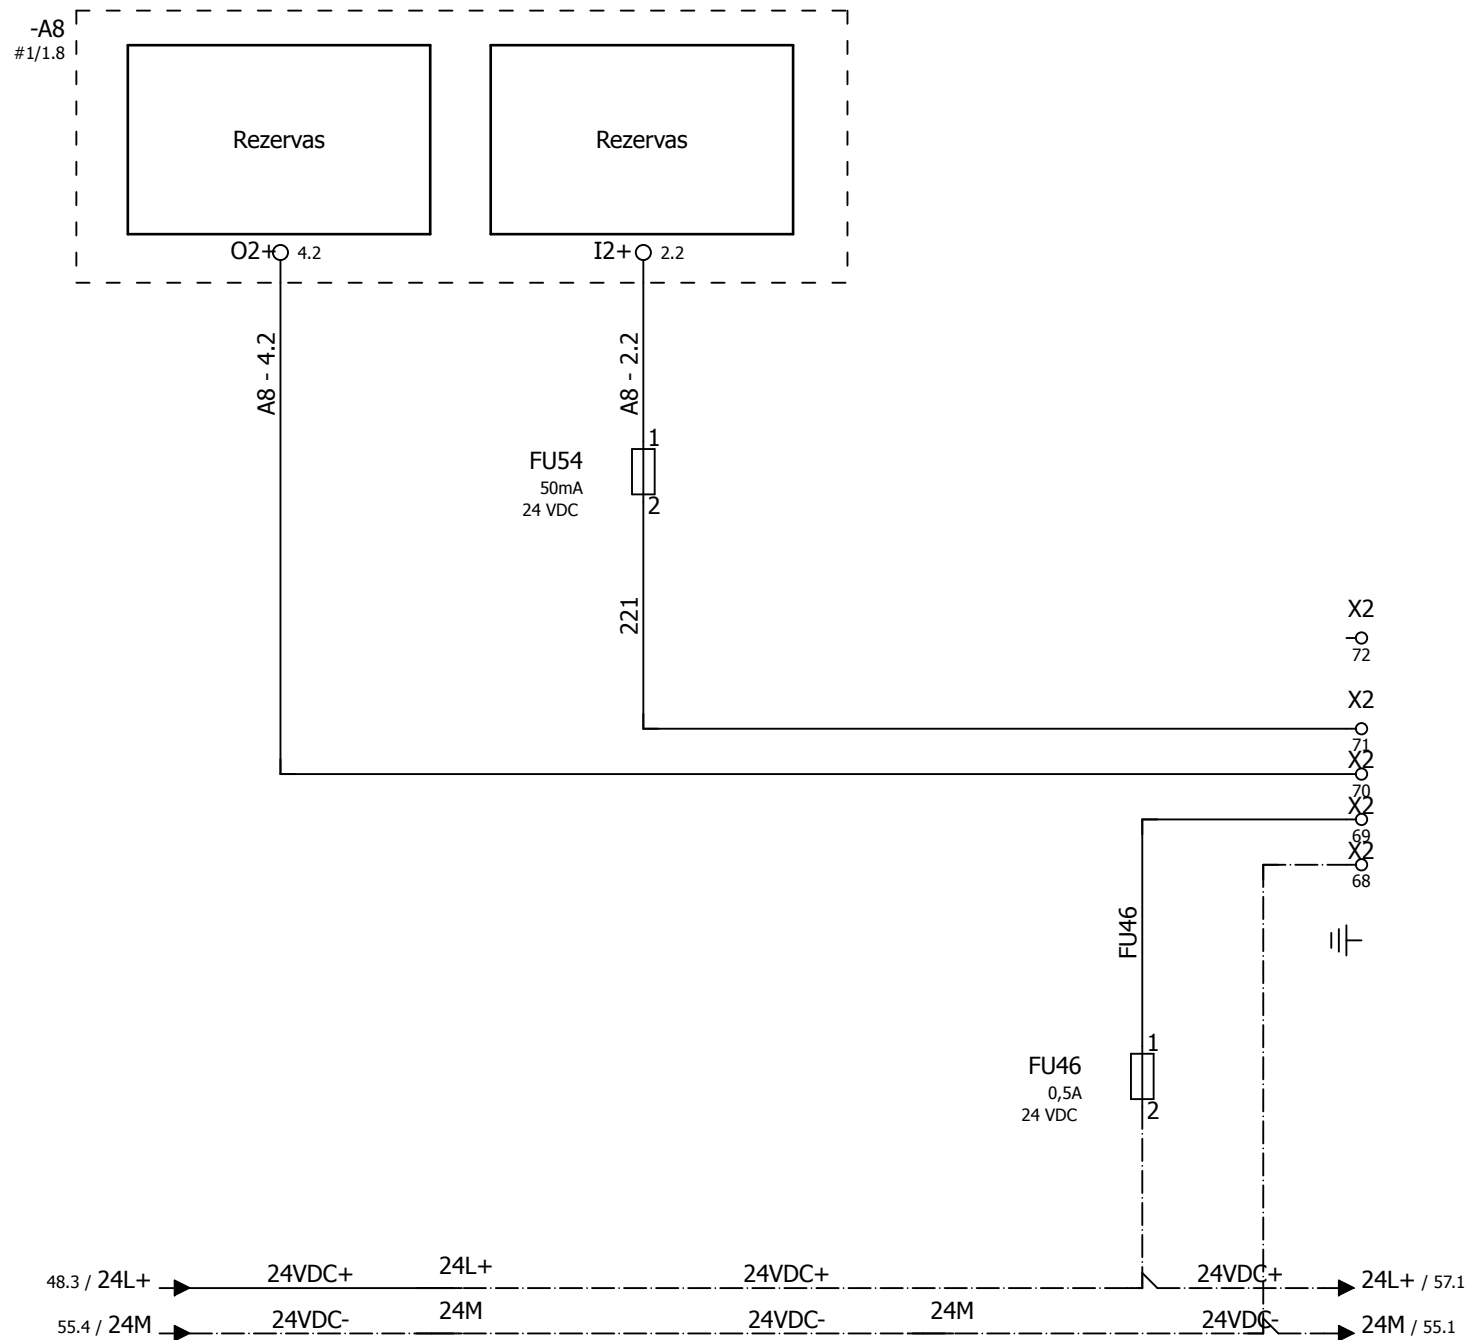 -A8
#1/1.8
Rezervas
Rezervas
O2+ 4.2
I2+ 2.2
A8 - 4.2
A8 - 2.2
FU54
50mA
24 VDC
1
2
221
X2
72
X2
71
X2
70
X2
69
X2
68
FU46
FU46
0,5A
24 VDC
1
2
48.3 / 24L+ 24VDC+ 24L+ 24VDC+ 24VDC+ 24L+ / 57.1
55.4 / 24M 24VDC- 24M 24VDC- 24M 24VDC- 24M / 55.1